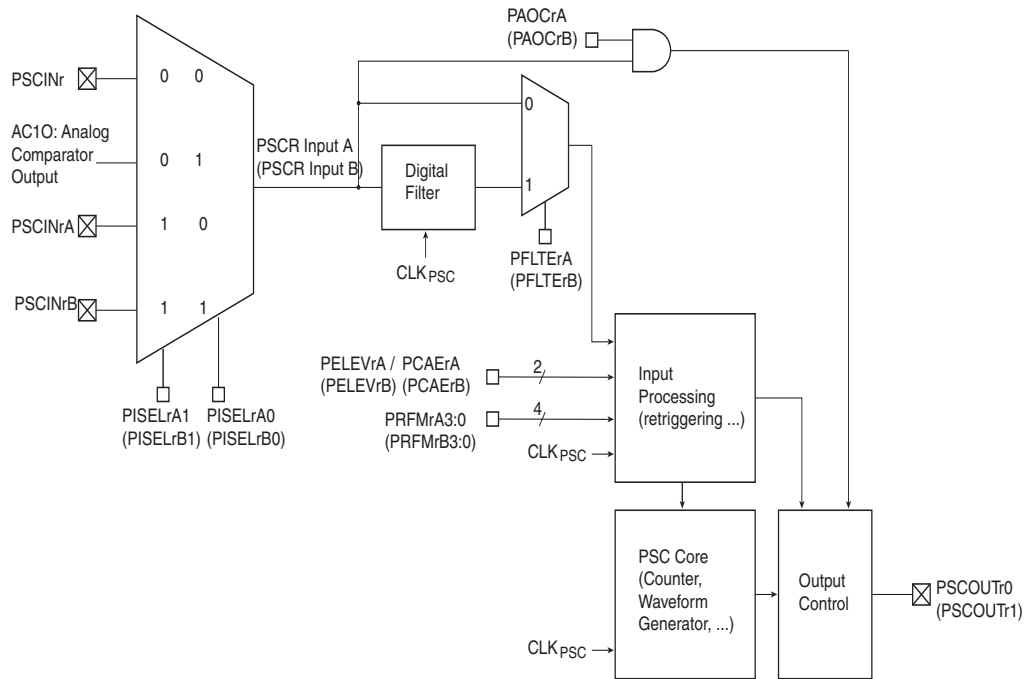 PAOCrA
(PAOCrB)
PSCINr
0 0
AC1O: Analog
Comparator
Output
0 1
PSCR Input A
(PSCR Input B)
Digital
Filter
0
1
PSCINrA
1 0
CLKPSC
PFLTErA
(PFLTErB)
PSCINrB
1 1
PISELrA1 PISELrA0
(PISELrB1) (PISELrB0)
PELEVrA / PCAErA
(PELEVrB) (PCAErB)
2
PRFMrA3:0
(PRFMrB3:0)
4
CLKPSC
Input
Processing
(retriggering ...)
PSC Core
(Counter,
Waveform
Generator, ...)
CLKPSC
Output
Control
PSCOUTr0
(PSCOUTr1)